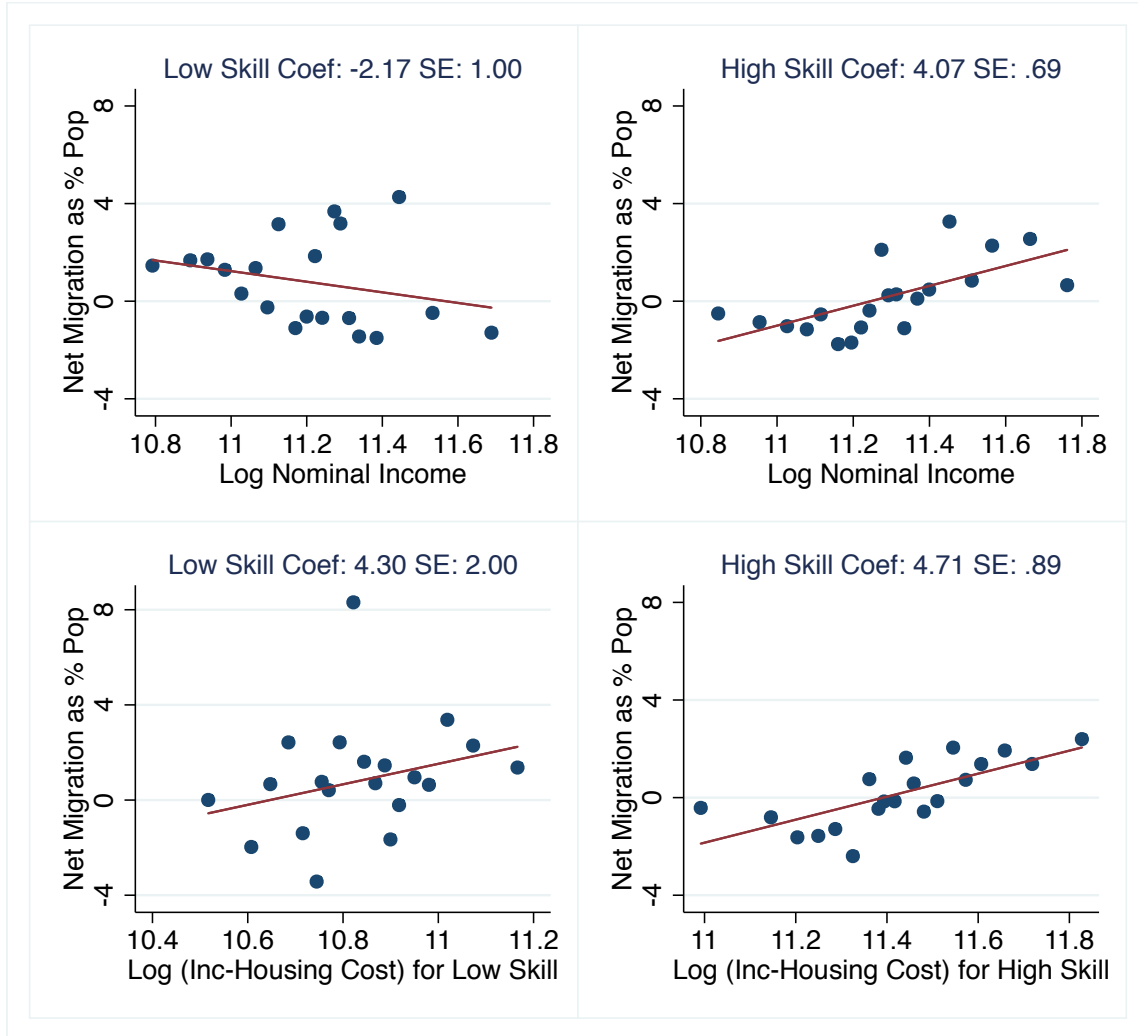 Low Skill Coef: -2.17 SE: 1.00
Net Migration as % Pop
8
4
0
-4
10.8 11 11.2 11.4 11.6 11.8
Log Nominal Income
High Skill Coef: 4.07 SE: .69
Net Migration as % Pop
8
4
0
-4
10.8 11 11.2 11.4 11.6 11.8
Log Nominal Income
Low Skill Coef: 4.30 SE: 2.00
Net Migration as % Pop
8
4
0
-4
10.4 10.6 10.8 11 11.2
Log (Inc-Housing Cost) for Low Skill
High Skill Coef: 4.71 SE: .89
Net Migration as % Pop
8
4
0
-4
11 11.2 11.4 11.6 11.8
Log (Inc-Housing Cost) for High Skill